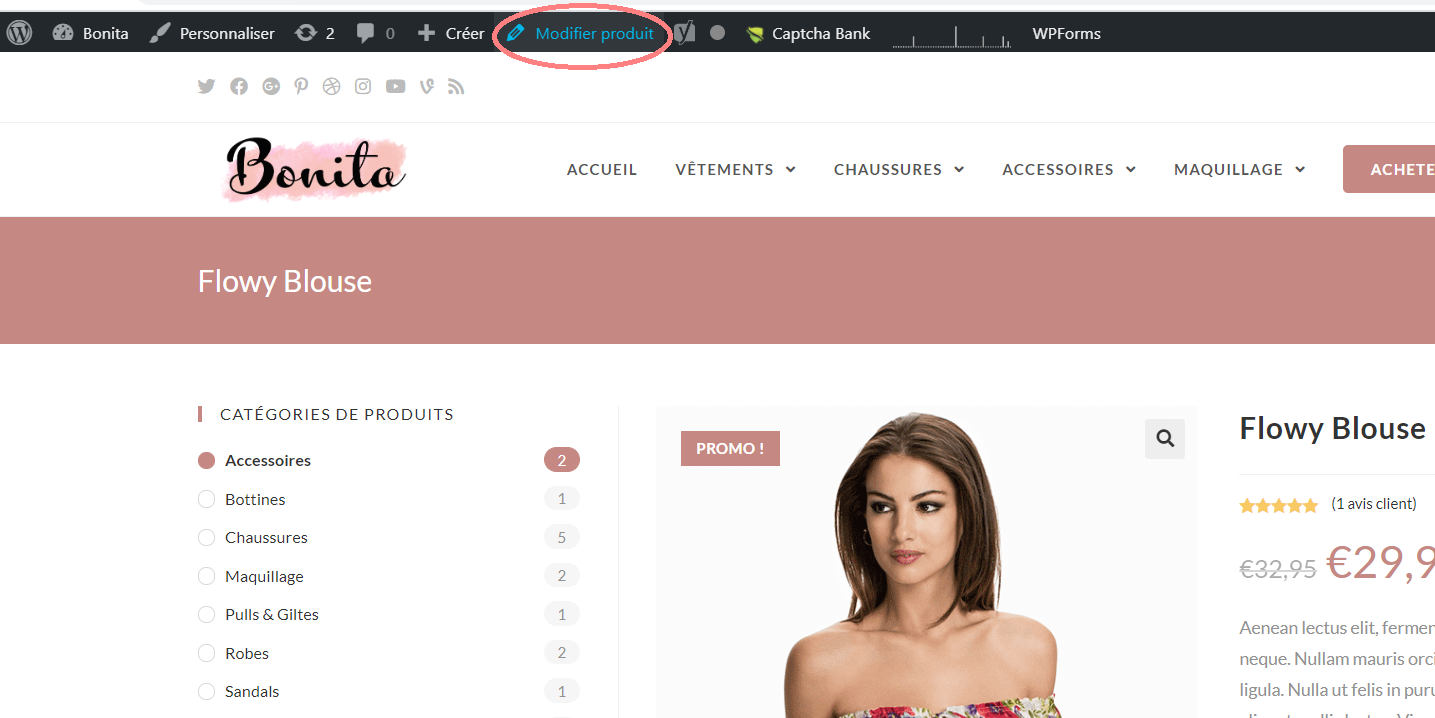 Bonita Personnaliser 2 0 Créer Modifier produit Captcha Bank WPForms
Bonita
ACCUEIL VÊTEMENTS CHAUSSURES ACCESSOIRES MAQUILLAGE ACHETE
Flowy Blouse
CATÉGORIES DE PRODUITS
Accessoires 2
Bottines 1
Chaussures 5
Maquillage 2
Pulls & Giltes 1
Robes 2
Sandals 1
PROMO !
Flowy Blouse
(1 avis client)
€32,95 €29,9
Aenean lectus elit, fermen
neque. Nullam mauris orci
ligula. Nulla ut felis in puru